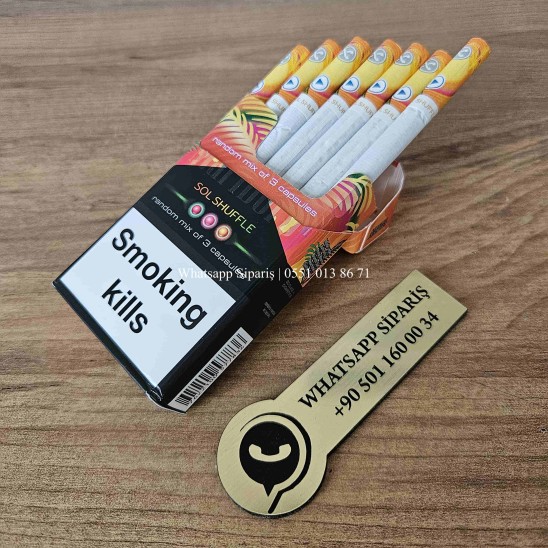 random mix of 3 capsules
SOL SHUFFLE
random mix of 3 capsules
Smoking
kills
Whatsapp Sipariş | 0551 013 86 71
WHATSAPP SİPARİŞ
+90 501 160 00 34